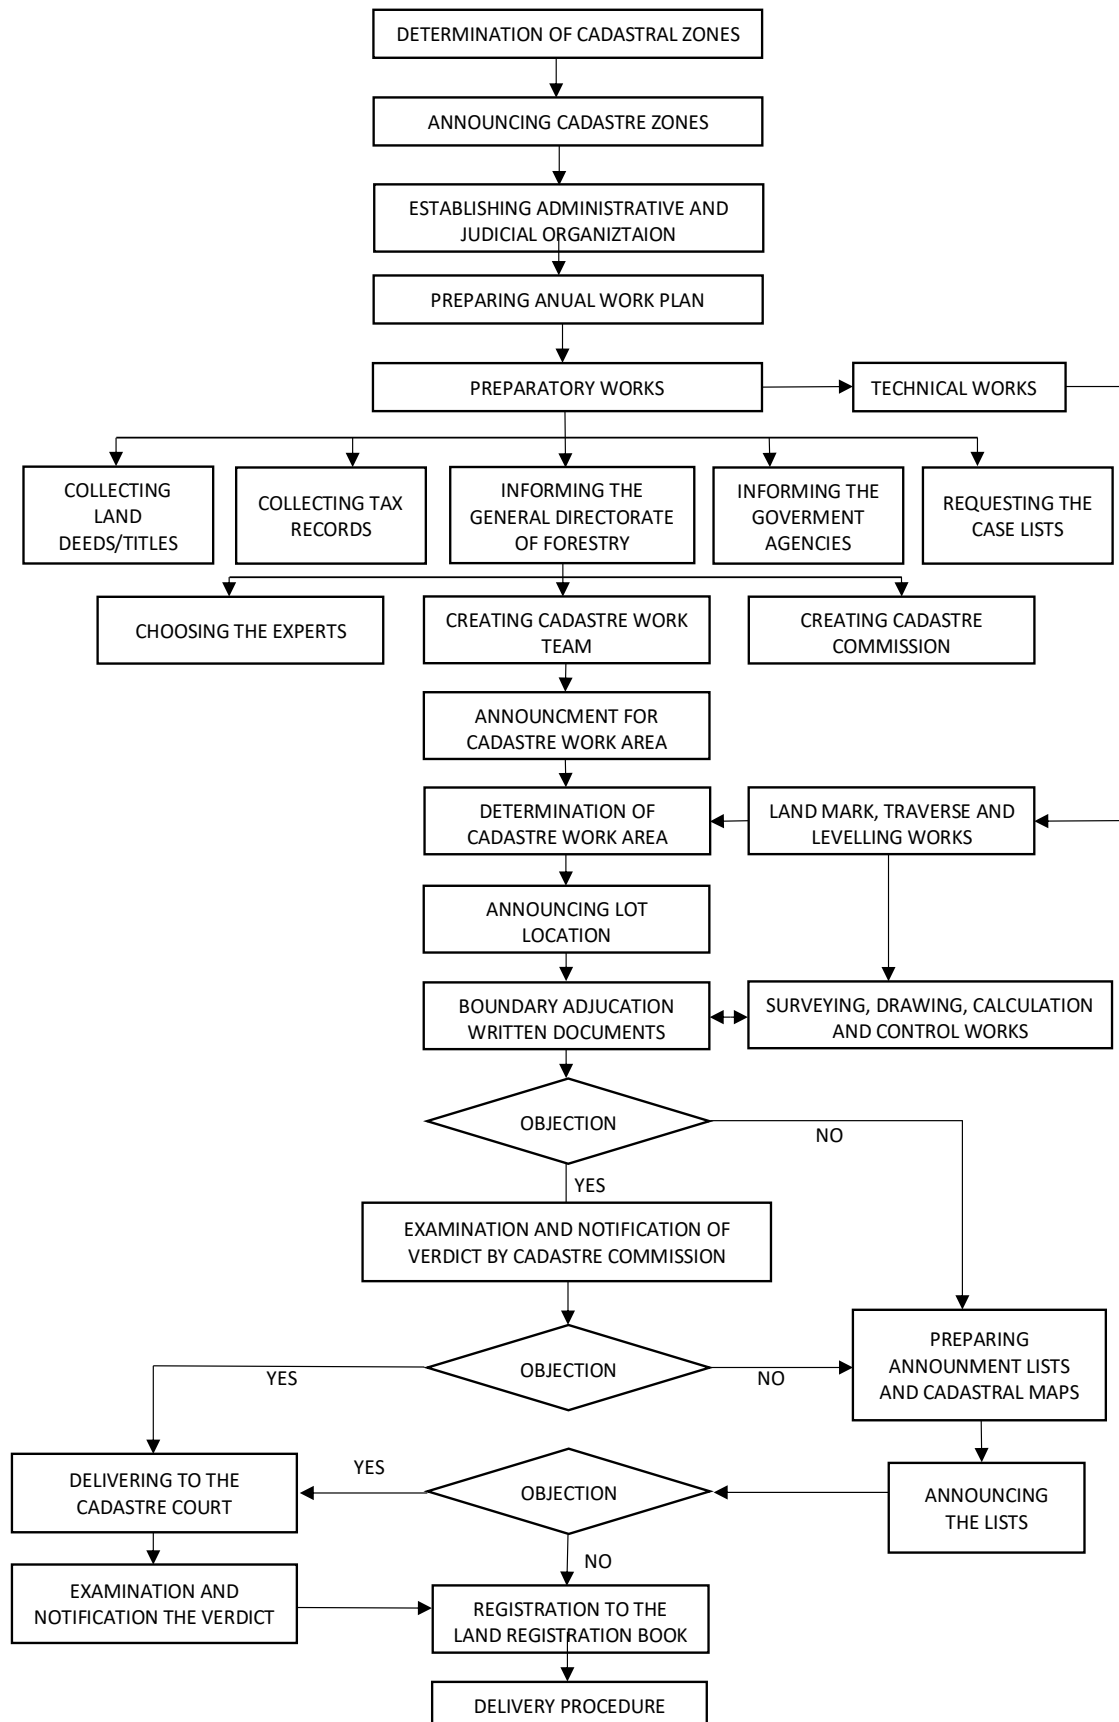 DETERMINATION OF CADASTRAL ZONES
ANNOUNCING CADASTRE ZONES
ESTABLISHING ADMINISTRATIVE AND
JUDICIAL ORGANIZTAION
PREPARING ANUAL WORK PLAN
PREPARATORY WORKS
TECHNICAL WORKS
COLLECTING
LAND
DEEDS/TITLES
COLLECTING TAX
RECORDS
INFORMING THE
GENERAL DIRECTORATE
OF FORESTRY
INFORMING THE
GOVERMENT
AGENCIES
REQUESTING THE
CASE LISTS
CHOOSING THE EXPERTS
CREATING CADASTRE WORK
TEAM
CREATING CADASTRE
COMMISSION
ANNOUNCMENT FOR
CADASTRE WORK AREA
DETERMINATION OF
CADASTRE WORK AREA
LAND MARK, TRAVERSE AND
LEVELLING WORKS
ANNOUNCING LOT
LOCATION
BOUNDARY ADJUCATION
WRITTEN DOCUMENTS
SURVEYING, DRAWING, CALCULATION
AND CONTROL WORKS
OBJECTION
NO
YES
EXAMINATION AND NOTIFICATION OF
VERDICT BY CADASTRE COMMISSION
OBJECTION
YES
NO
PREPARING
ANNOUNMENT LISTS
AND CADASTRAL MAPS
DELIVERING TO THE
CADASTRE COURT
YES
OBJECTION
ANNOUNCING
THE LISTS
NO
EXAMINATION AND
NOTIFICATION THE VERDICT
REGISTRATION TO THE
LAND REGISTRATION BOOK
DELIVERY PROCEDURE